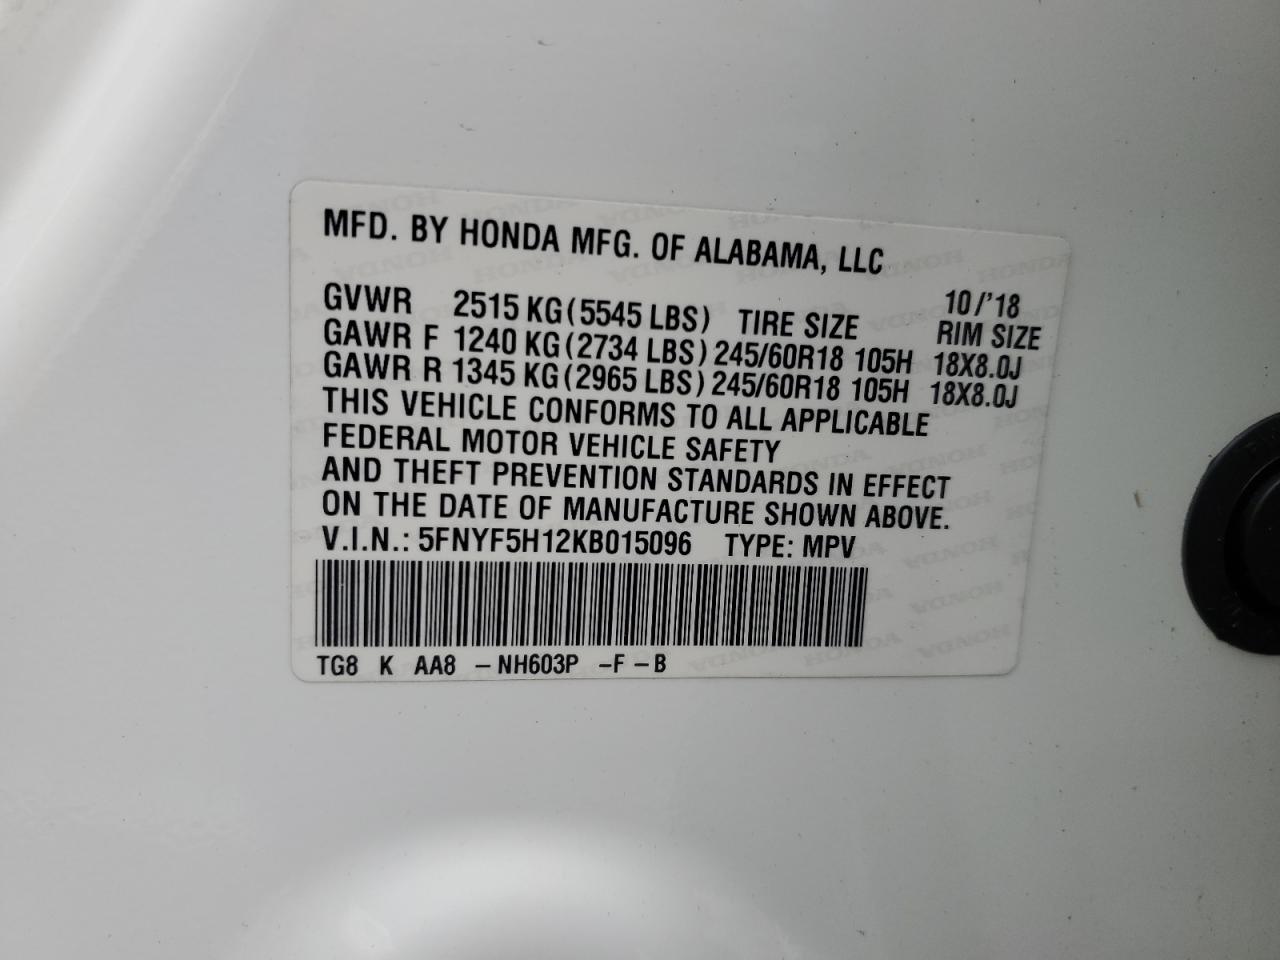 MFD. BY HONDA MFG. OF ALABAMA, LLC
10/'18
GVWR 2515 KG (5545 LBS) TIRE SIZE RIM SIZE
GAWR F 1240 KG (2734 LBS) 245/60R18 105H 18X8.0J
GAWR R 1345 KG (2965 LBS) 245/60R18 105H 18X8.0J
THIS VEHICLE CONFORMS TO ALL APPLICABLE
FEDERAL MOTOR VEHICLE SAFETY
AND THEFT PREVENTION STANDARDS IN EFFECT
ON THE DATE OF MANUFACTURE SHOWN ABOVE.
V.I.N.: 5FNYF5H12KB015096 TYPE: MPV
TG8 K AA8 –NH603P –F –B